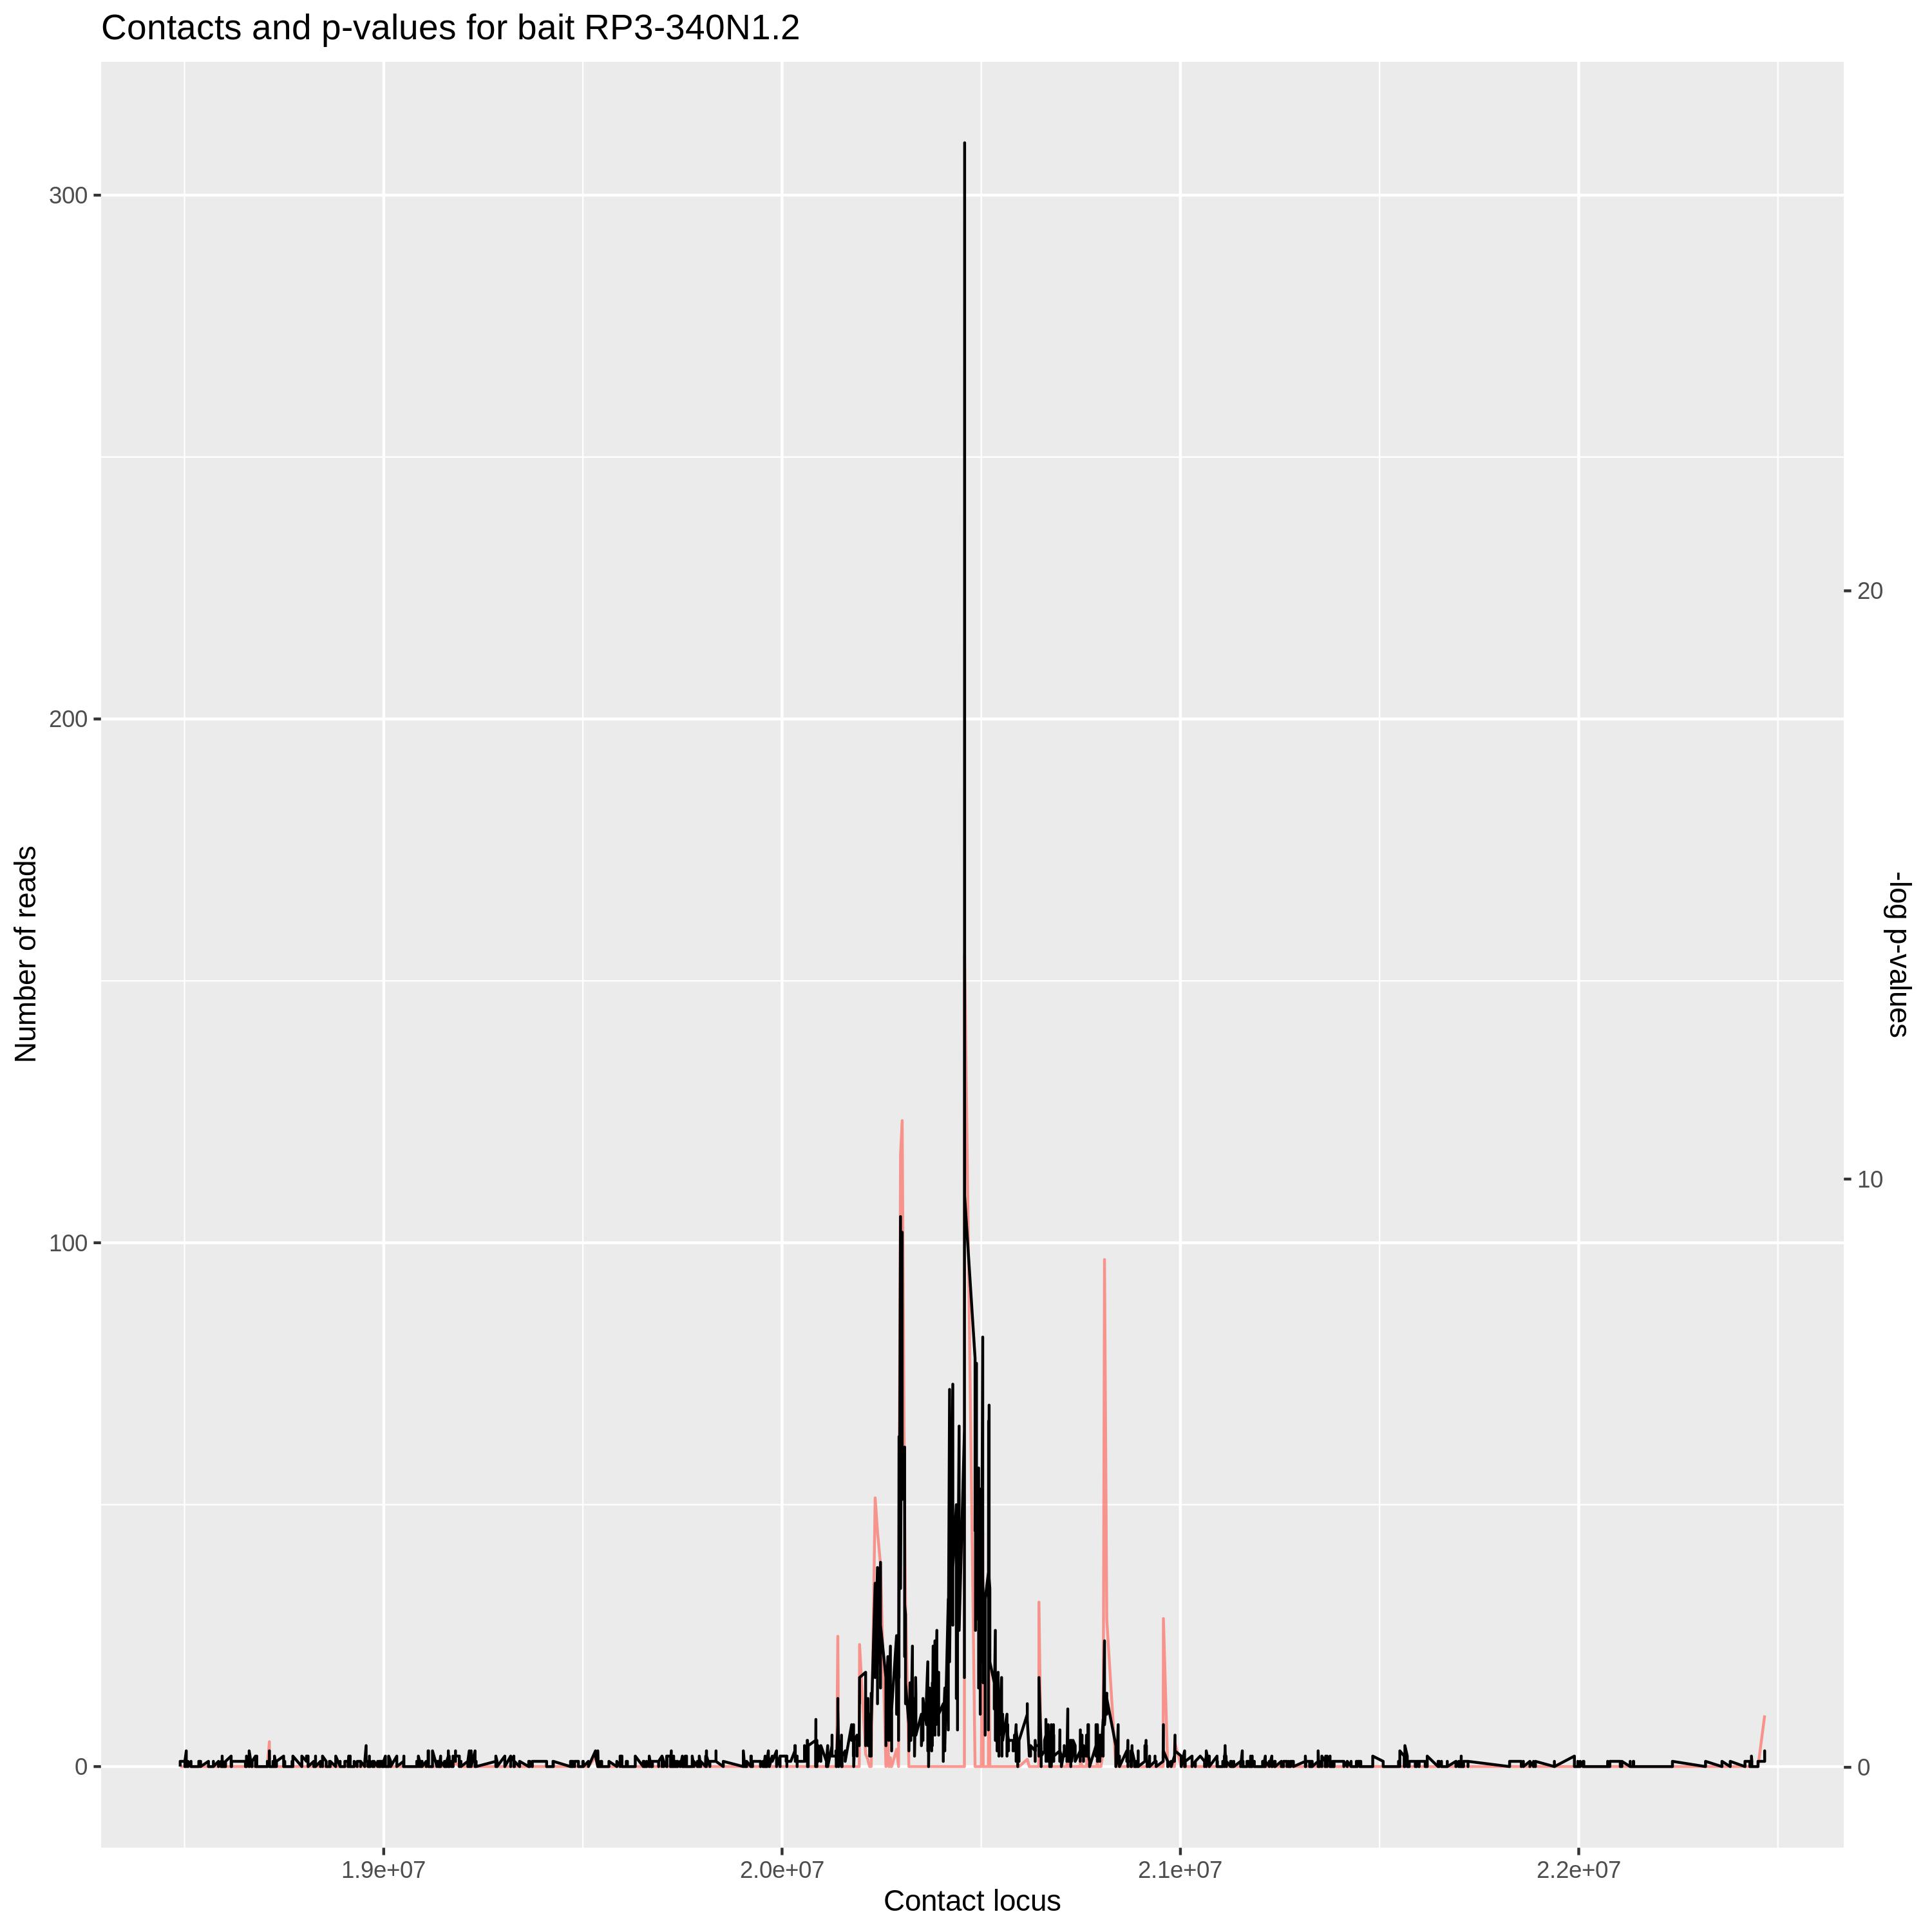 Contacts and p-values for bait RP3-340N1.2
300
200
100
0
20
10
0
Number of reads
-log p-values
1.9e+07
2.0e+07
2.1e+07
2.2e+07
Contact locus